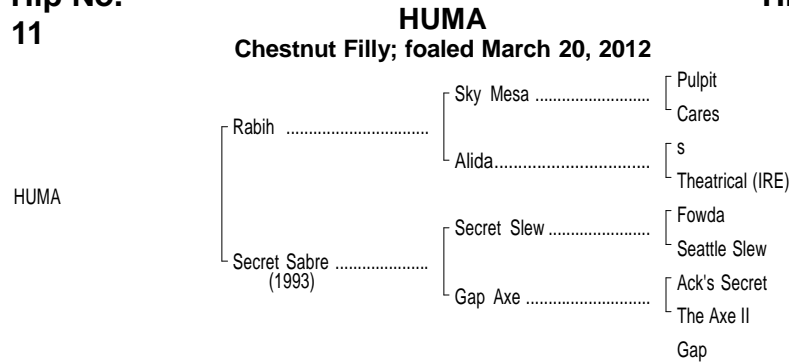 Hip No.
11
HUMA
Chestnut Filly; foaled March 20, 2012
Pulpit
Sky Mesa ..........................
Cares
Rabih ................................
s
Alida...................................
Theatrical (IRE)
HUMA
Fowda
Secret Slew .......................
Seattle Slew
Secret Sabre .....................
(1993)
Ack's Secret
Gap Axe ............................
The Axe II
Gap